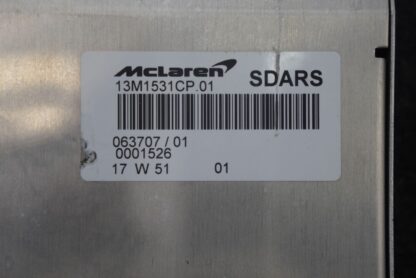 McLaren SDARS
13M1531CP.01
063707 / 01
0001526
17 W 51 01